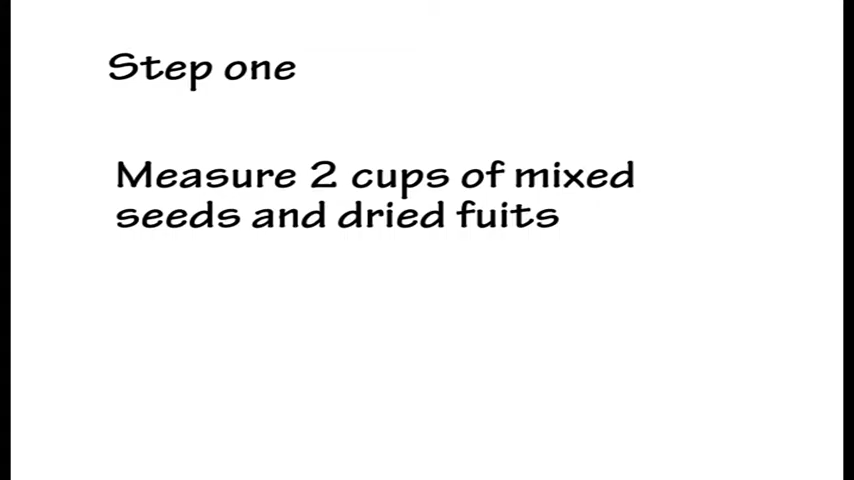 Step one
Measure 2 cups of mixed
seeds and dried fuits